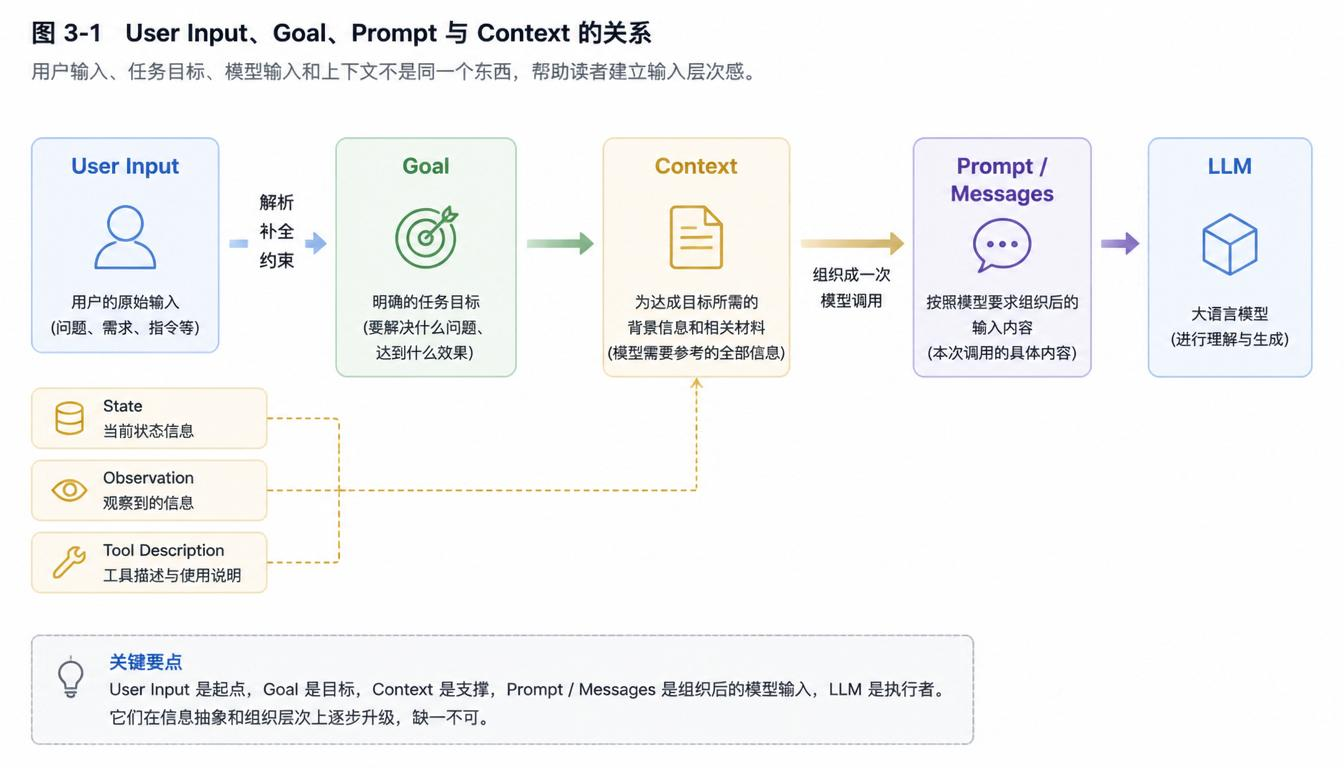 图 3-1 User Input、Goal、Prompt 与 Context 的关系
用户输入、任务目标、模型输入和上下文不是同一个东西，帮助读者建立输入层次感。
User Input
用户的原始输入
(问题、需求、指令等)
解析
补全
约束
Goal
明确的任务目标
(要解决什么问题、
达到什么效果)
Context
为达成目标所需的
背景信息和相关材料
(模型需要参考的全部信息)
组织成一次
模型调用
Prompt /
Messages
按照模型要求组织后的
输入内容
(本次调用的具体内容)
LLM
大语言模型
(进行理解与生成)
State
当前状态信息
Observation
观察到的信息
Tool Description
工具描述与使用说明
关键要点
User Input 是起点，Goal 是目标，Context 是支撑，Prompt / Messages 是组织后的模型输入，LLM 是执行者。
它们在信息抽象和组织层次上逐步升级，缺一不可。